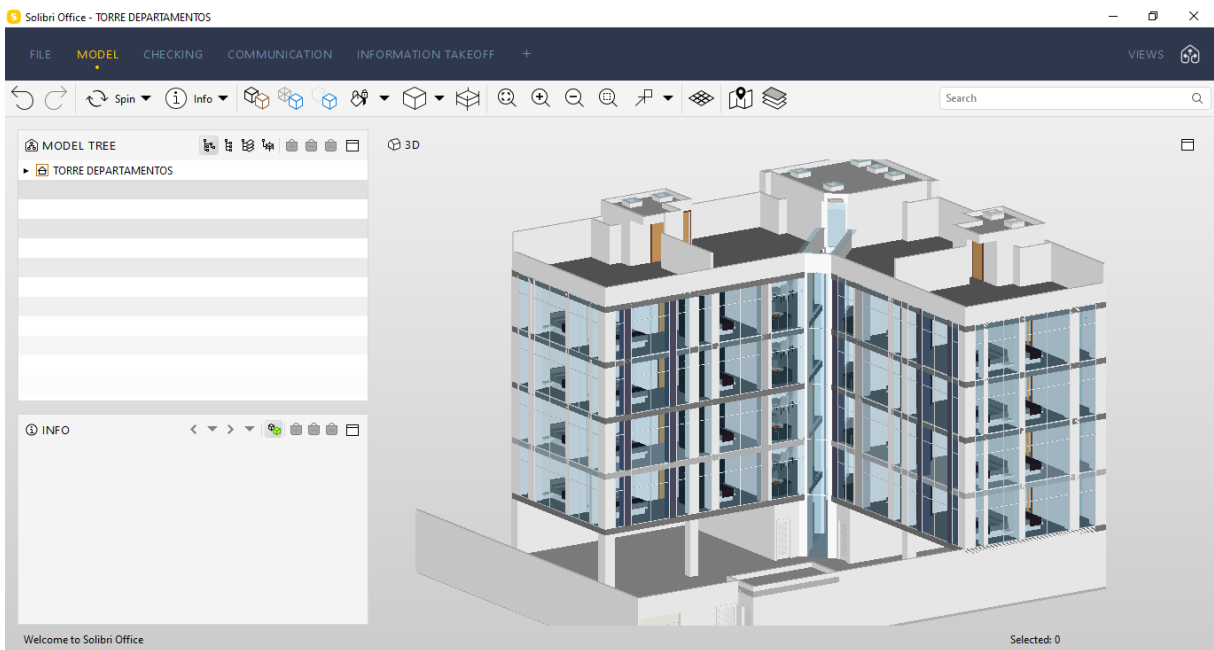 S Solibri Office - TORRE DEPARTAMENTOS
FILE MODEL CHECKING COMMUNICATION INFORMATION TAKEOFF + VIEWS
Spin Info Search
MODEL TREE
3D
TORRE DEPARTAMENTOS
INFO
Welcome to Solibri Office
Selected: 0